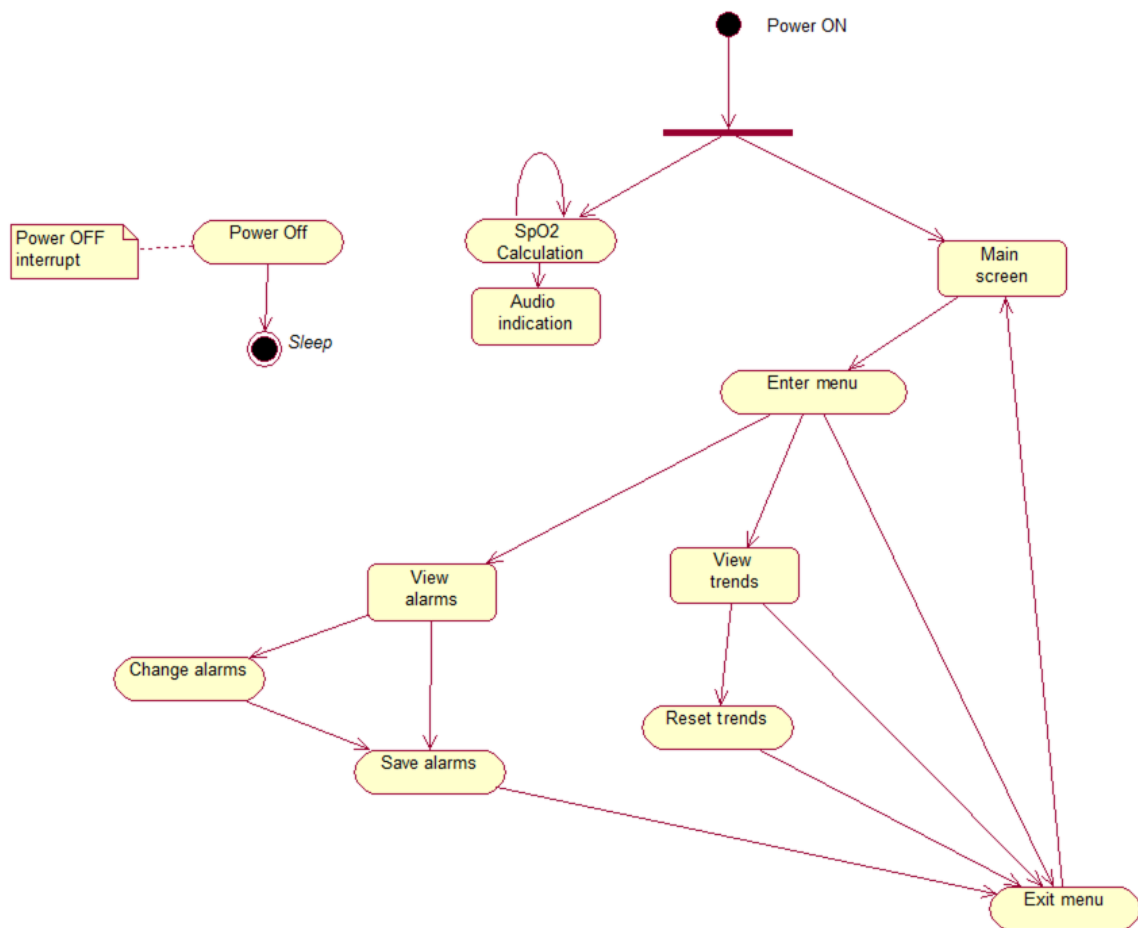 Power ON
Power OFF
interrupt
Power Off
Sleep
SpO2
Calculation
Audio
indication
Main
screen
Enter menu
View
alarms
View
trends
Change alarms
Reset trends
Save alarms
Exit menu